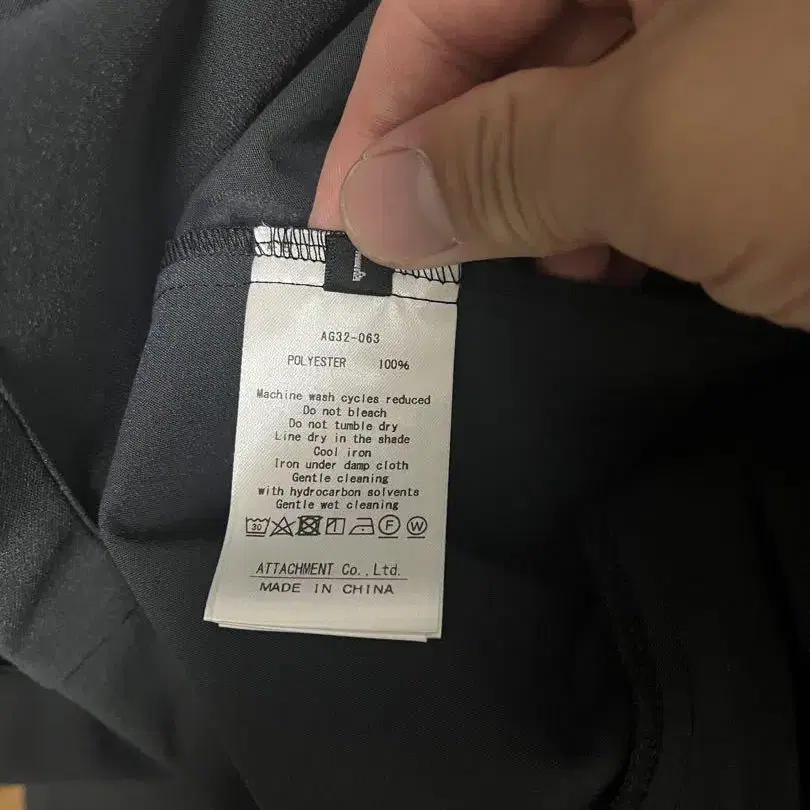 AG32-063
POLYESTER 100%
Machine wash cycles reduced
Do not bleach
Do not tumble dry
Line dry in the shade
Cool iron
Iron under damp cloth
Gentle cleaning
with hydrocarbon solvents
Gentle wet cleaning
30 F W
ATTACHMENT Co.,Ltd.
MADE IN CHINA